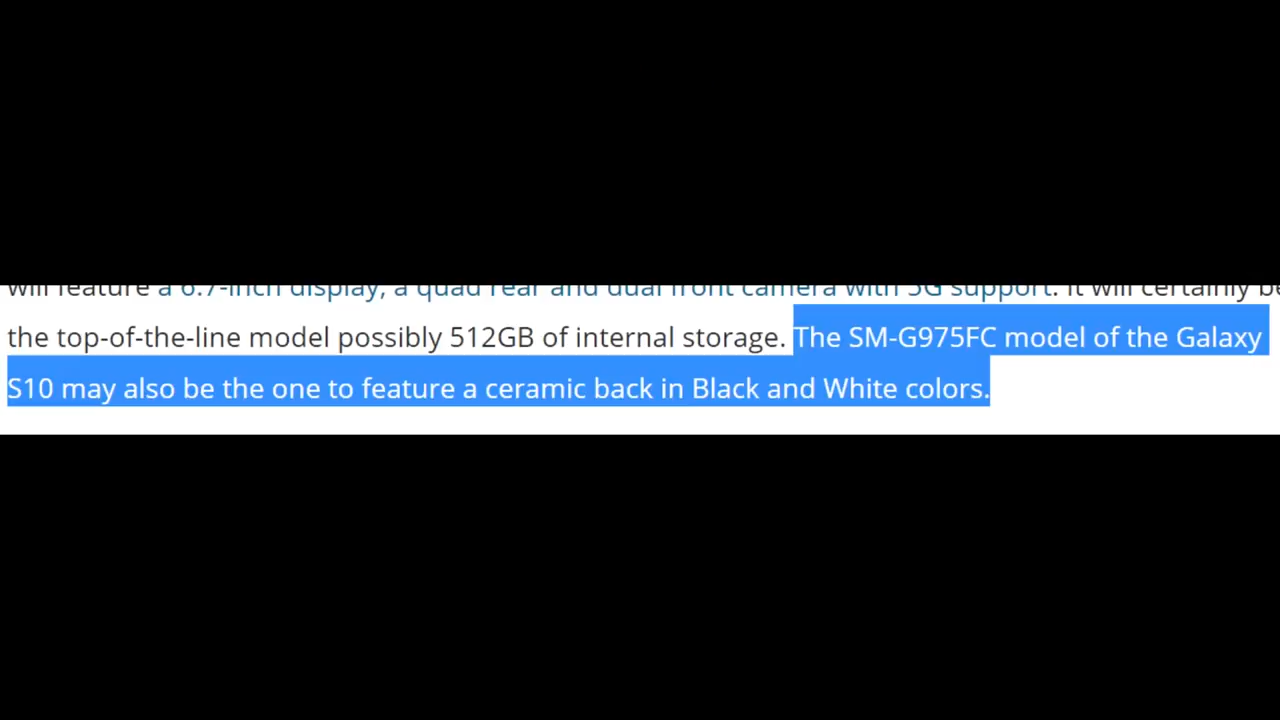 will feature a 6.7-inch display, a quad rear and dual front camera with 5G support. It will certainly be
the top-of-the-line model possibly 512GB of internal storage. The SM-G975FC model of the Galaxy
S10 may also be the one to feature a ceramic back in Black and White colors.